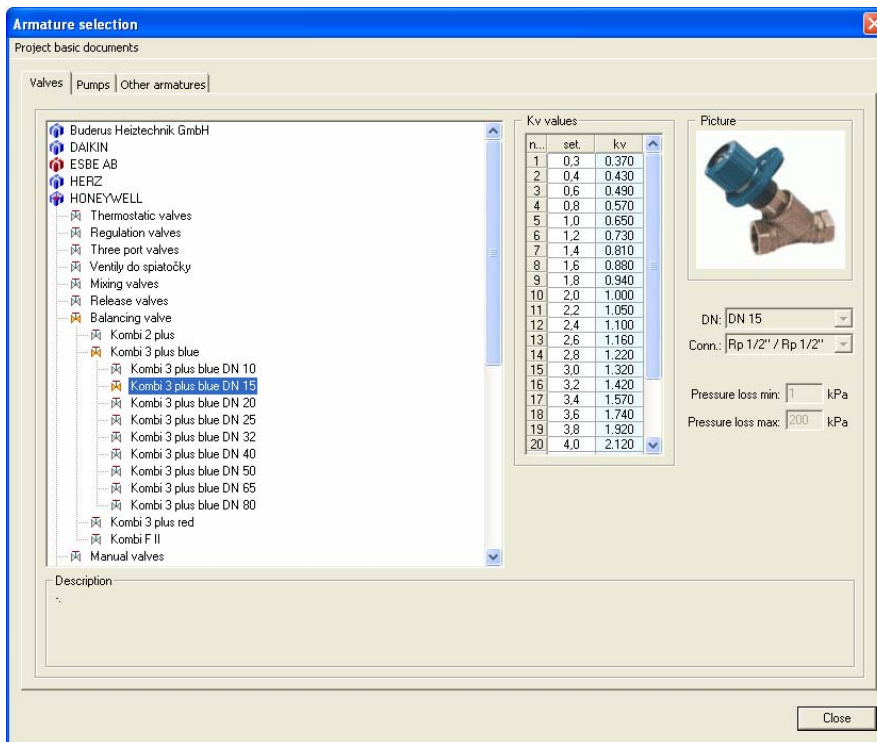 Armature selection
Project basic documents
Valves Pumps Other armatures
Buderus Heiztechnik GmbH
DAIKIN
ESBE AB
HERZ
HONEYWELL
Thermostatic valves
Regulation valves
Three port valves
Ventily do spiatočky
Mixing valves
Release valves
Balancing valve
Kombi 2 plus
Kombi 3 plus blue
Kombi 3 plus blue DN 10
Kombi 3 plus blue DN 15
Kombi 3 plus blue DN 20
Kombi 3 plus blue DN 25
Kombi 3 plus blue DN 32
Kombi 3 plus blue DN 40
Kombi 3 plus blue DN 50
Kombi 3 plus blue DN 65
Kombi 3 plus blue DN 80
Kombi 3 plus red
Kombi F II
Manual valves
Kv values
n... set. kv
1 0,3 0.370
2 0,4 0.430
3 0,6 0.490
4 0,8 0.570
5 1,0 0.650
6 1,2 0.730
7 1,4 0.810
8 1,6 0.880
9 1,8 0.940
10 2,0 1.000
11 2,2 1.050
12 2,4 1.100
13 2,6 1.160
14 2,8 1.220
15 3,0 1.320
16 3,2 1.420
17 3,4 1.570
18 3,6 1.740
19 3,8 1.920
20 4,0 2.120
Picture
DN: DN 15
Conn.: Rp 1/2" / Rp 1/2"
Pressure loss min: 1 kPa
Pressure loss max: 200 kPa
Description
-.
Close